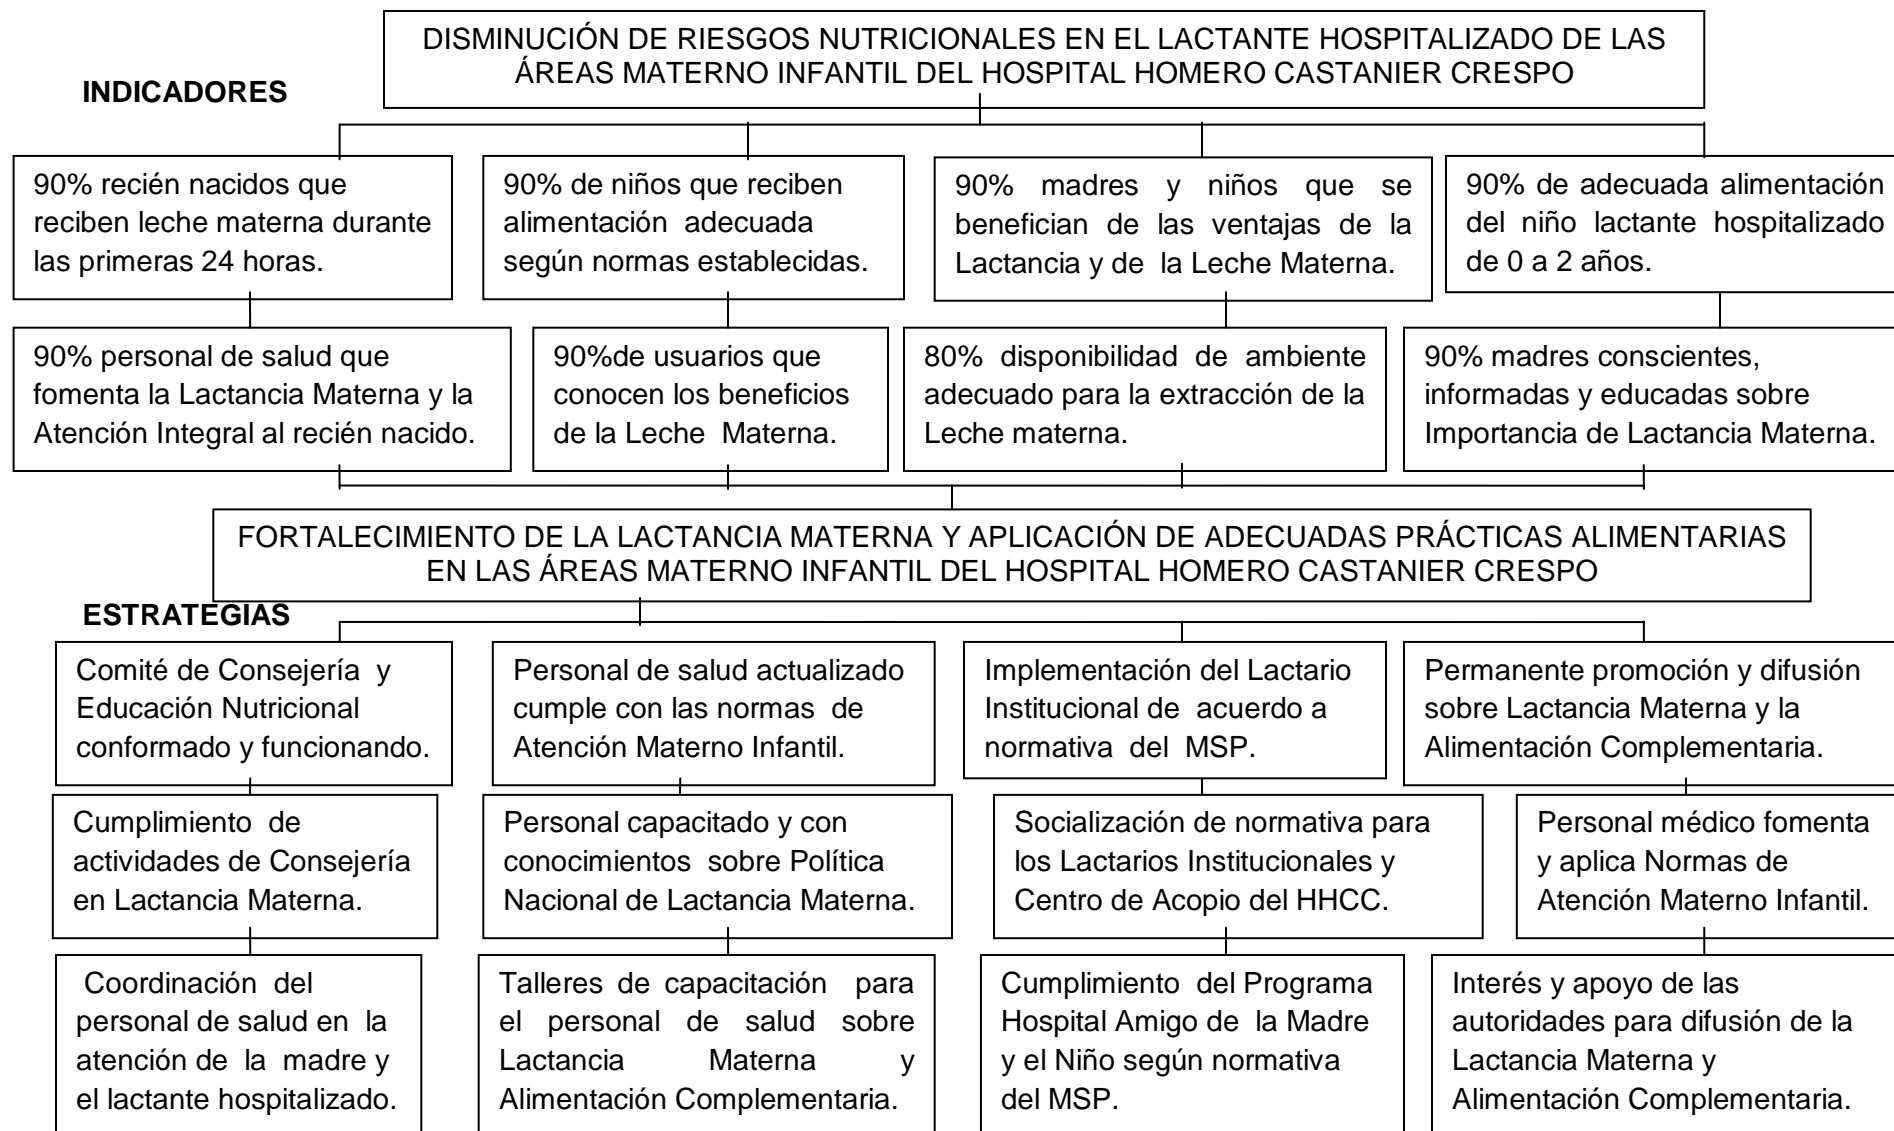 DISMINUCIÓN DE RIESGOS NUTRICIONALES EN EL LACTANTE HOSPITALIZADO DE LAS
ÁREAS MATERNO INFANTIL DEL HOSPITAL HOMERO CASTANIER CRESPO
INDICADORES
90% recién nacidos que
reciben leche materna durante
las primeras 24 horas.
90% de niños que reciben
alimentación adecuada
según normas establecidas.
90% madres y niños que se
benefician de las ventajas de la
Lactancia y de la Leche Materna.
90% de adecuada alimentación
del niño lactante hospitalizado
de 0 a 2 años.
90% personal de salud que
fomenta la Lactancia Materna y la
Atención Integral al recién nacido.
90%de usuarios que
conocen los beneficios
de la Leche Materna.
80% disponibilidad de ambiente
adecuado para la extracción de la
Leche materna.
90% madres conscientes,
informadas y educadas sobre
Importancia de Lactancia Materna.
FORTALECIMIENTO DE LA LACTANCIA MATERNA Y APLICACIÓN DE ADECUADAS PRÁCTICAS ALIMENTARIAS
EN LAS ÁREAS MATERNO INFANTIL DEL HOSPITAL HOMERO CASTANIER CRESPO
ESTRATEGIAS
Comité de Consejería y
Educación Nutricional
conformado y funcionando.
Personal de salud actualizado
cumple con las normas de
Atención Materno Infantil.
Implementación del Lactario
Institucional de acuerdo a
normativa del MSP.
Permanente promoción y difusión
sobre Lactancia Materna y la
Alimentación Complementaria.
Cumplimiento de
actividades de Consejería
en Lactancia Materna.
Personal capacitado y con
conocimientos sobre Política
Nacional de Lactancia Materna.
Socialización de normativa para
los Lactarios Institucionales y
Centro de Acopio del HHCC.
Personal médico fomenta
y aplica Normas de
Atención Materno Infantil.
Coordinación del
personal de salud en la
atención de la madre y
el lactante hospitalizado.
Talleres de capacitación para
el personal de salud sobre
Lactancia Materna y
Alimentación Complementaria.
Cumplimiento del Programa
Hospital Amigo de la Madre
y el Niño según normativa
del MSP.
Interés y apoyo de las
autoridades para difusión de la
Lactancia Materna y
Alimentación Complementaria.